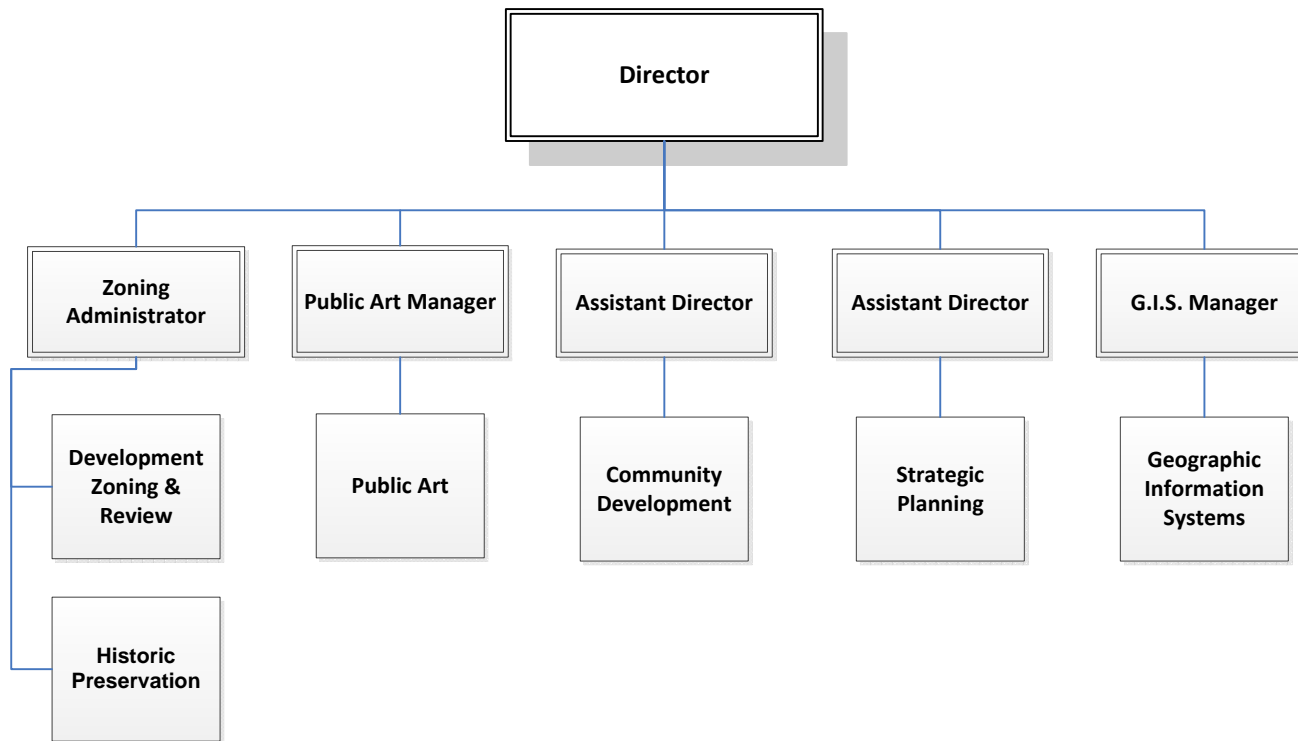 Director
Zoning
Administrator
Public Art Manager
Assistant Director
Assistant Director
G.I.S. Manager
Development
Zoning &
Review
Public Art
Community
Development
Strategic
Planning
Geographic
Information
Systems
Historic
Preservation